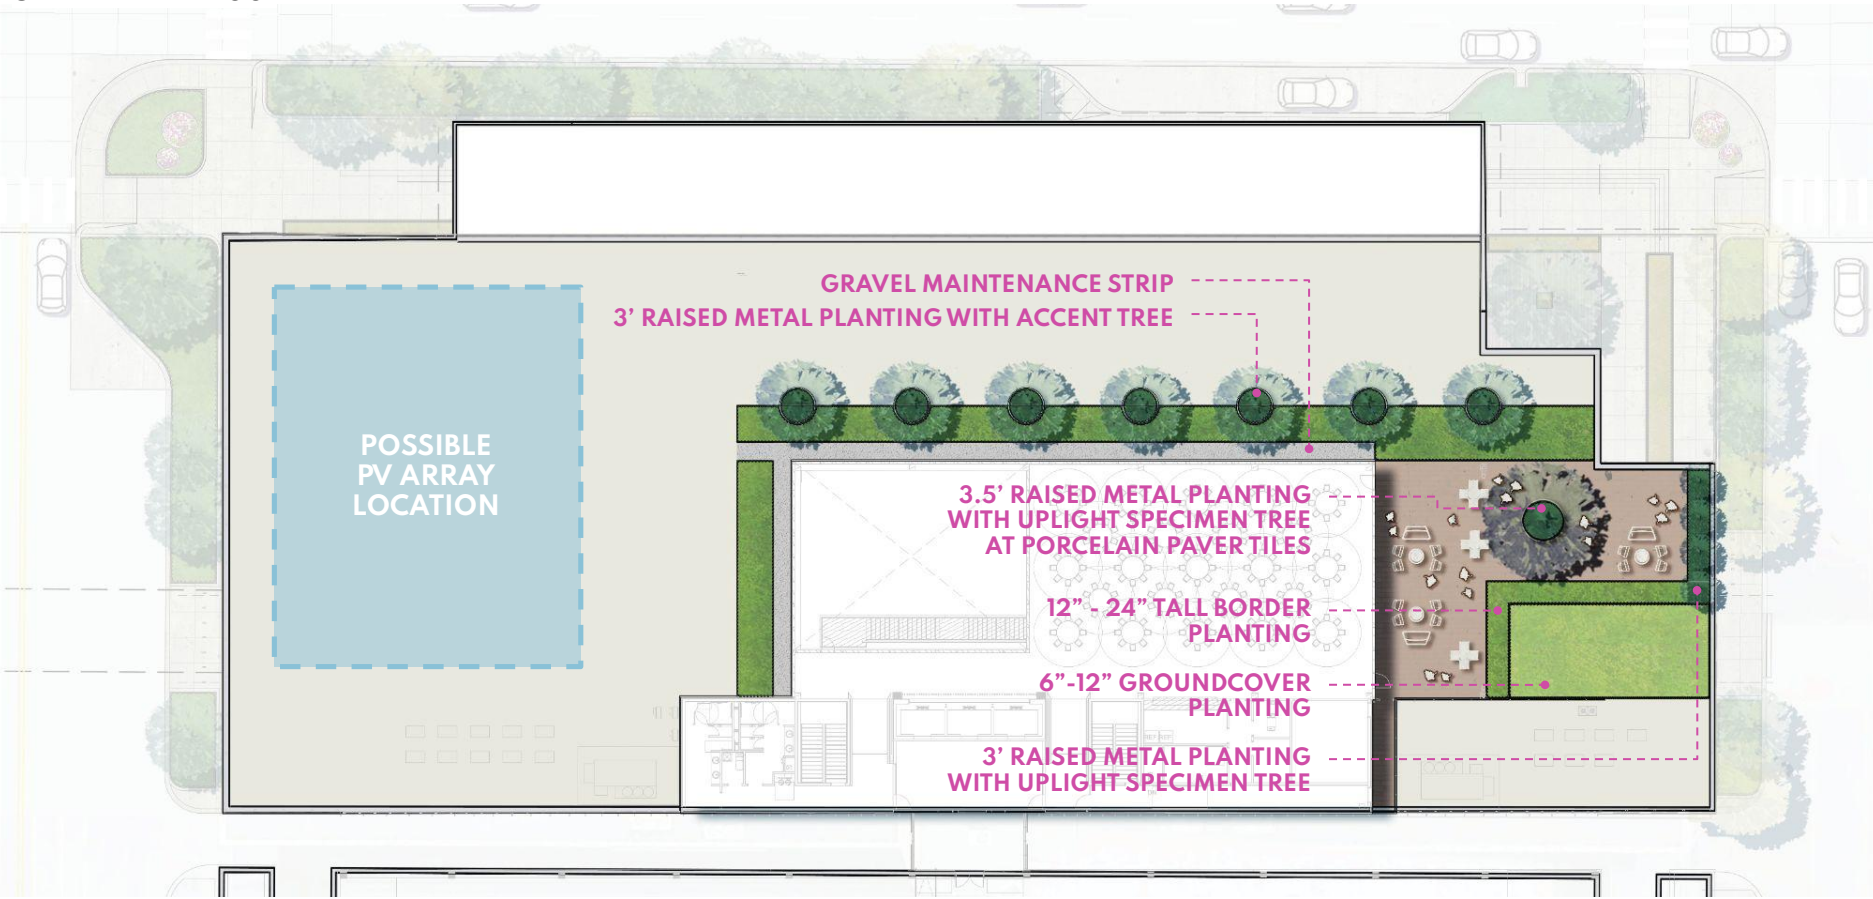 GRAVEL MAINTENANCE STRIP
3’ RAISED METAL PLANTING WITH ACCENT TREE
POSSIBLE
PV ARRAY
LOCATION
3.5’ RAISED METAL PLANTING
WITH UPLIGHT SPECIMEN TREE
AT PORCELAIN PAVER TILES
12” - 24” TALL BORDER
PLANTING
6”-12” GROUNDCOVER
PLANTING
3’ RAISED METAL PLANTING
WITH UPLIGHT SPECIMEN TREE